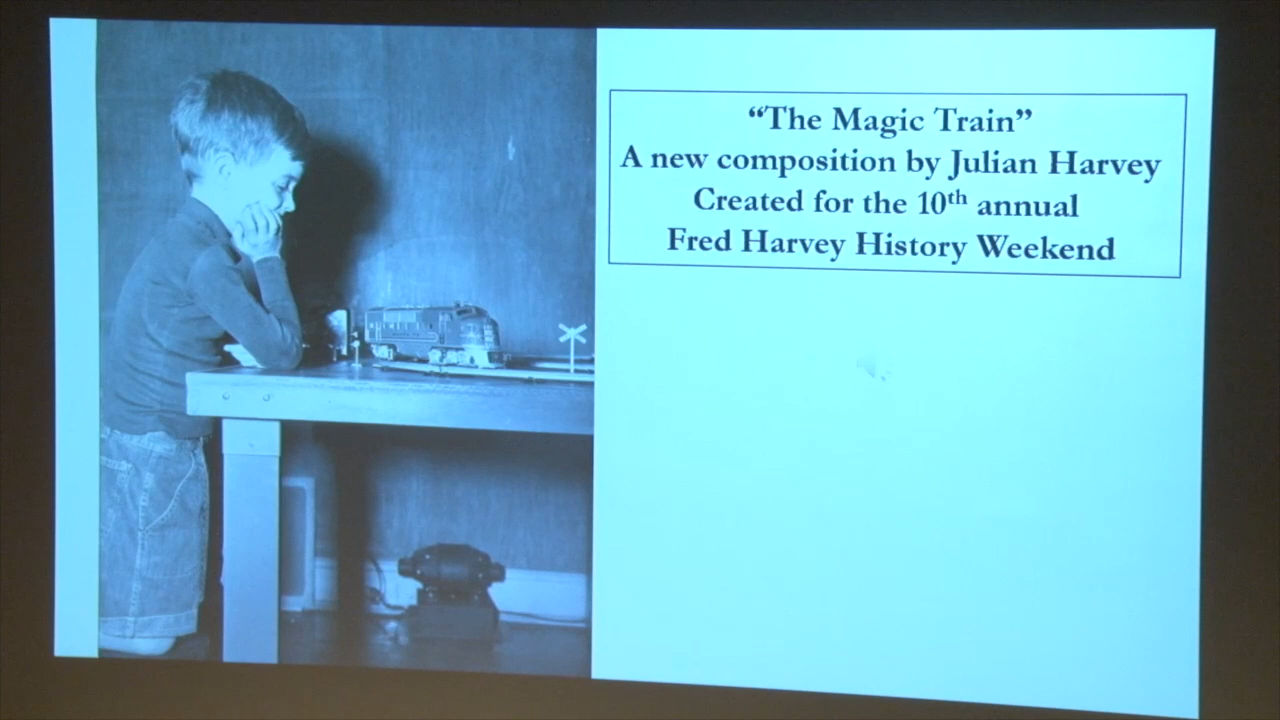 “The Magic Train”
A new composition by Julian Harvey
Created for the 10th annual
Fred Harvey History Weekend